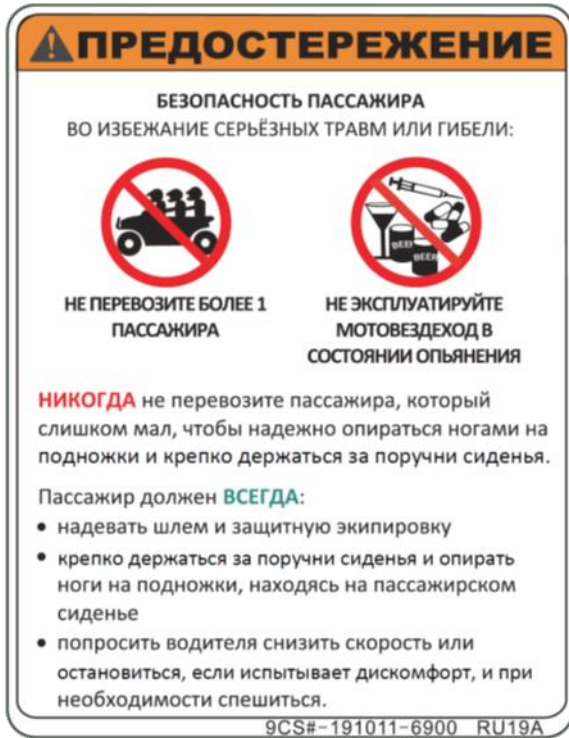 ПРЕДОСТЕРЕЖЕНИЕ
БЕЗОПАСНОСТЬ ПАССАЖИРА
ВО ИЗБЕЖАНИЕ СЕРЬЁЗНЫХ ТРАВМ ИЛИ ГИБЕЛИ:
BEER
BEER
НЕ ПЕРЕВОЗИТЕ БОЛЕЕ 1
ПАССАЖИРА
НЕ ЭКСПЛУАТИРУЙТЕ
МОТОВЕЗДЕХОД В
СОСТОЯНИИ ОПЬЯНЕНИЯ
НИКОГДА не перевозите пассажира, который
слишком мал, чтобы надежно опираться ногами на
подножки и крепко держаться за поручни сиденья.
Пассажир должен ВСЕГДА:
• надевать шлем и защитную экипировку
• крепко держаться за поручни сиденья и опирать
ноги на подножки, находясь на пассажирском
сиденье
• попросить водителя снизить скорость или
остановиться, если испытывает дискомфорт, и при
необходимости спешиться.
9CS#-191011-6900 RU19A